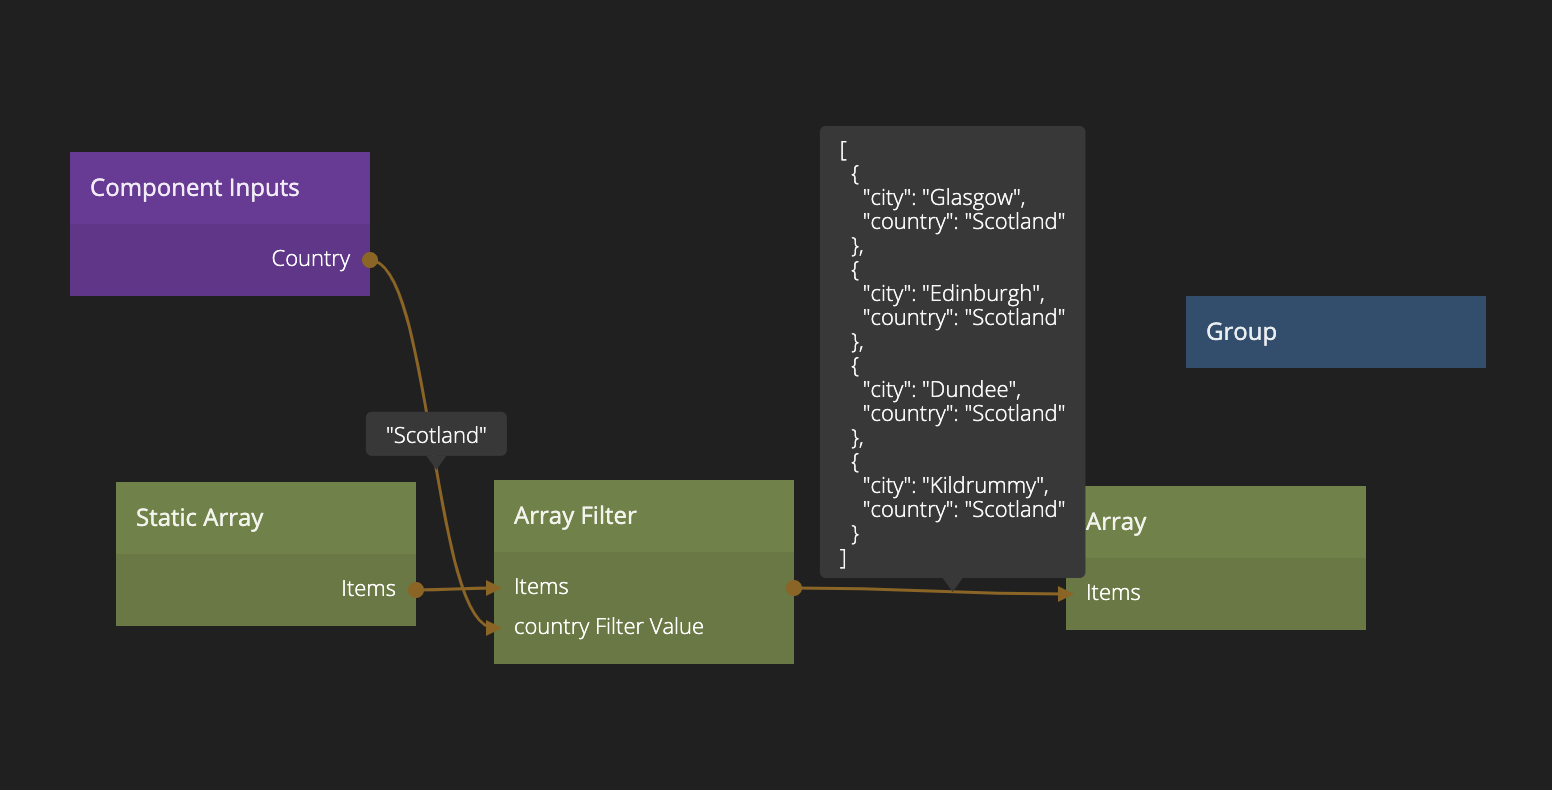 Component Inputs
Country
"Scotland"
Static Array
Items
Array Filter
Items
country Filter Value
[
{
"city": "Glasgow",
"country": "Scotland"
},
{
"city": "Edinburgh",
"country": "Scotland"
},
{
"city": "Dundee",
"country": "Scotland"
},
{
"city": "Kildrummy",
"country": "Scotland"
}
]
Group
Array
Items